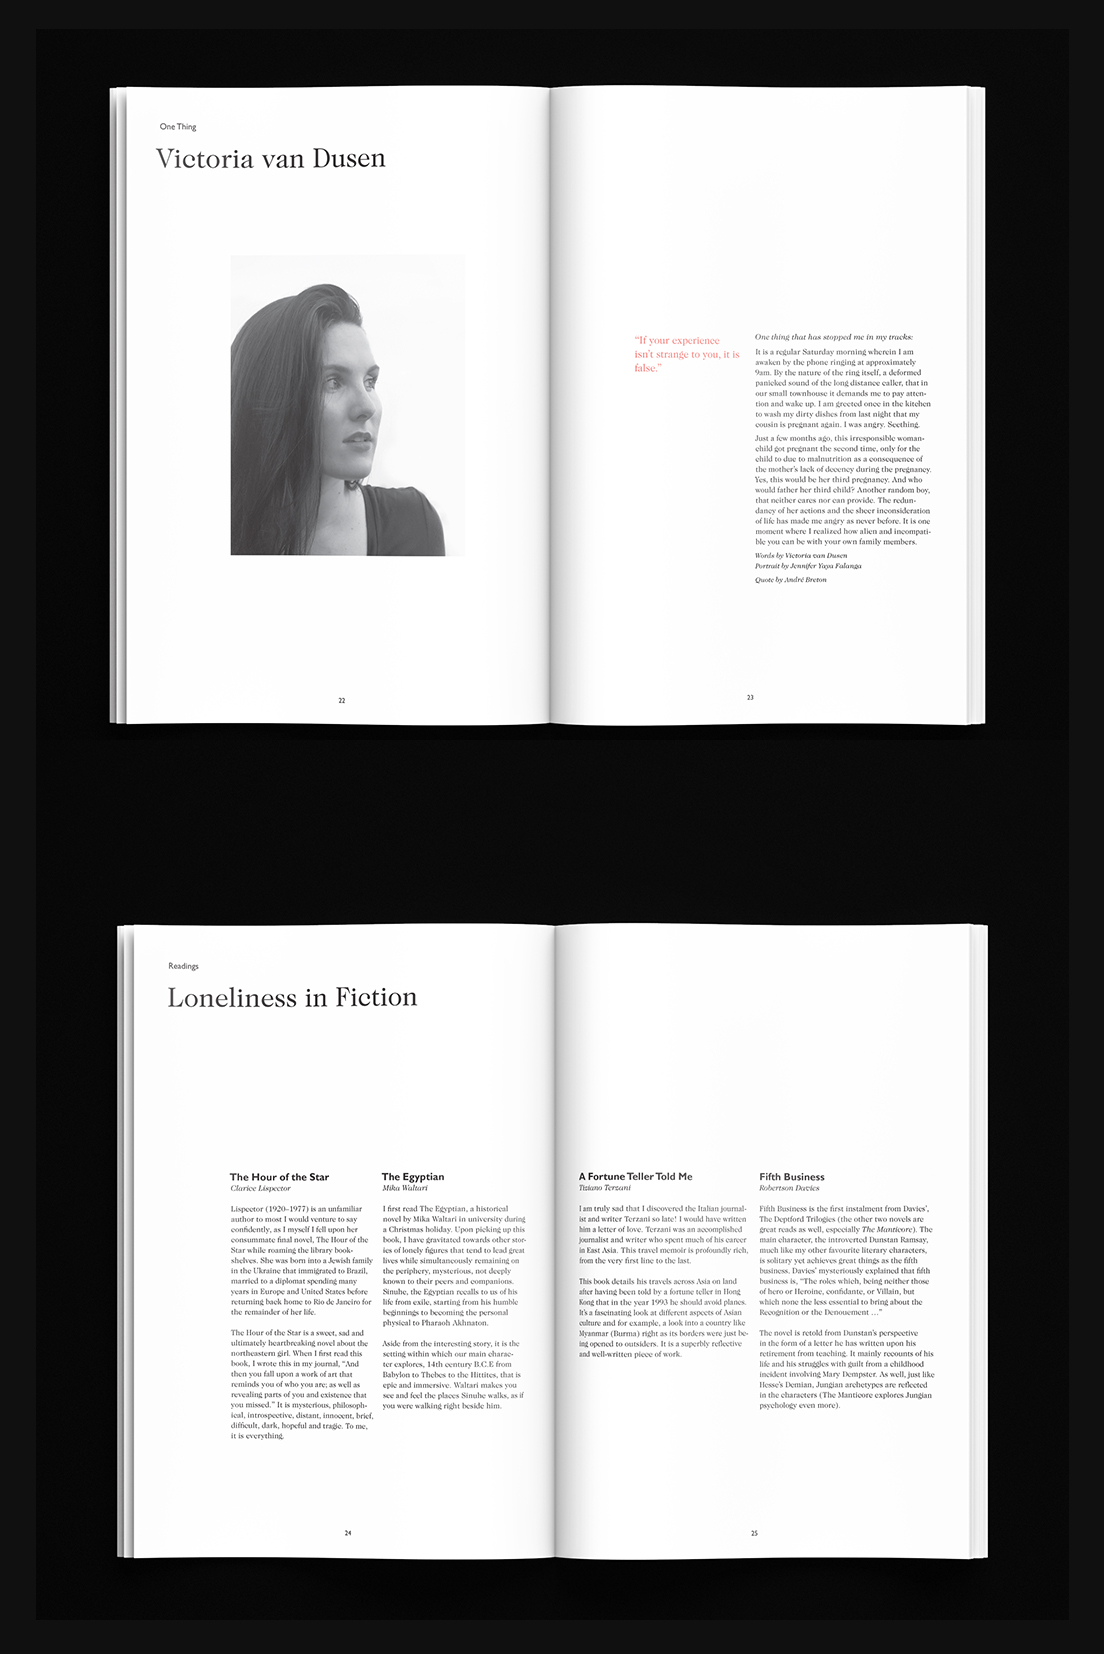 One Thing
Victoria van Dusen
“If your experience
isn’t strange to you, it is
false.”
One thing that has stopped me in my tracks:
It is a regular Saturday morning wherein I am
awaken by the phone ringing at approximately
9am. By the nature of the ring itself, a deformed
panicked sound of the long distance caller, that in
our small townhouse it demands me to pay atten-
tion and wake up. I am greeted once in the kitchen
to wash my dirty dishes from last night that my
cousin is pregnant again. I was angry. Seething.
Just a few months ago, this irresponsible woman-
child got pregnant the second time, only for the
child to due to malnutrition as a consequence of
the mother’s lack of decency during the pregnancy.
Yes, this would be her third pregnancy. And who
would father her third child? Another random boy,
that neither cares nor can provide. The redun-
dancy of her actions and the sheer inconsideration
of life has made me angry as never before. It is one
moment where I realized how alien and incompati-
ble you can be with your own family members.
Words by Victoria van Dusen
Portrait by Jennifer Yaya Falanga
Quote by André Breton
22
23
Readings
Loneliness in Fiction
The Hour of the Star
Clarice Lispector
Lispector (1920–1977) is an unfamiliar
author to most I would venture to say
confidently, as I myself I fell upon her
consummate final novel, The Hour of the
Star while roaming the library book-
shelves. She was born into a Jewish family
in the Ukraine that immigrated to Brazil,
married to a diplomat spending many
years in Europe and United States before
returning back home to Rio de Janeiro for
the remainder of her life.
The Hour of the Star is a sweet, sad and
ultimately heartbreaking novel about the
northeastern girl. When I first read this
book, I wrote this in my journal, “And
then you fall upon a work of art that
reminds you of who you are; as well as
revealing parts of you and existence that
you missed.” It is mysterious, philosoph-
ical, introspective, distant, innocent, brief,
difficult, dark, hopeful and tragic. To me,
it is everything.
The Egyptian
Mika Waltari
I first read The Egyptian, a historical
novel by Mika Waltari in university during
a Christmas holiday. Upon picking up this
book, I have gravitated towards other stor-
ies of lonely figures that tend to lead great
lives while simultaneously remaining on
the periphery, mysterious, not deeply
known to their peers and companions.
Sinuhe, the Egyptian recalls to us of his
life from exile, starting from his humble
beginnings to becoming the personal
physical to Pharaoh Akhnaton.
Aside from the interesting story, it is the
setting within which our main charac-
ter explores, 14th century B.C.E from
Babylon to Thebes to the Hittites, that is
epic and immersive. Waltari makes you
see and feel the places Sinuhe walks, as if
you were walking right beside him.
A Fortune Teller Told Me
Tiziano Terzani
I am truly sad that I discovered the Italian journal-
ist and writer Terzani so late! I would have written
him a letter of love. Terzani was an accomplished
journalist and writer who spent much of his career
in East Asia. This travel memoir is profoundly rich,
from the very first line to the last.
This book details his travels across Asia on land
after having been told by a fortune teller in Hong
Kong that in the year 1993 he should avoid planes.
It’s a fascinating look at different aspects of Asian
culture and for example, a look into a country like
Myanmar (Burma) right as its borders were just be-
ing opened to outsiders. It is a superbly reflective
and well-written piece of work.
Fifth Business
Robertson Davies
Fifth Business is the first instalment from Davies’,
The Deptford Trilogies (the other two novels are
great reads as well, especially The Manticore). The
main character, the introverted Dunstan Ramsay,
much like my other favourite literary characters,
is solitary yet achieves great things as the fifth
business. Davies’ mysteriously explained that fifth
business is, “The roles which, being neither those
of hero or Heroine, confidante, or Villain, but
which none the less essential to bring about the
Recognition or the Denouement …”
The novel is retold from Dunstan’s perspective
in the form of a letter he has written upon his
retirement from teaching. It mainly recounts of his
life and his struggles with guilt from a childhood
incident involving Mary Dempster. As well, just like
Hesse’s Demian, Jungian archetypes are reflected
in the characters (The Manticore explores Jungian
psychology even more).
24
25